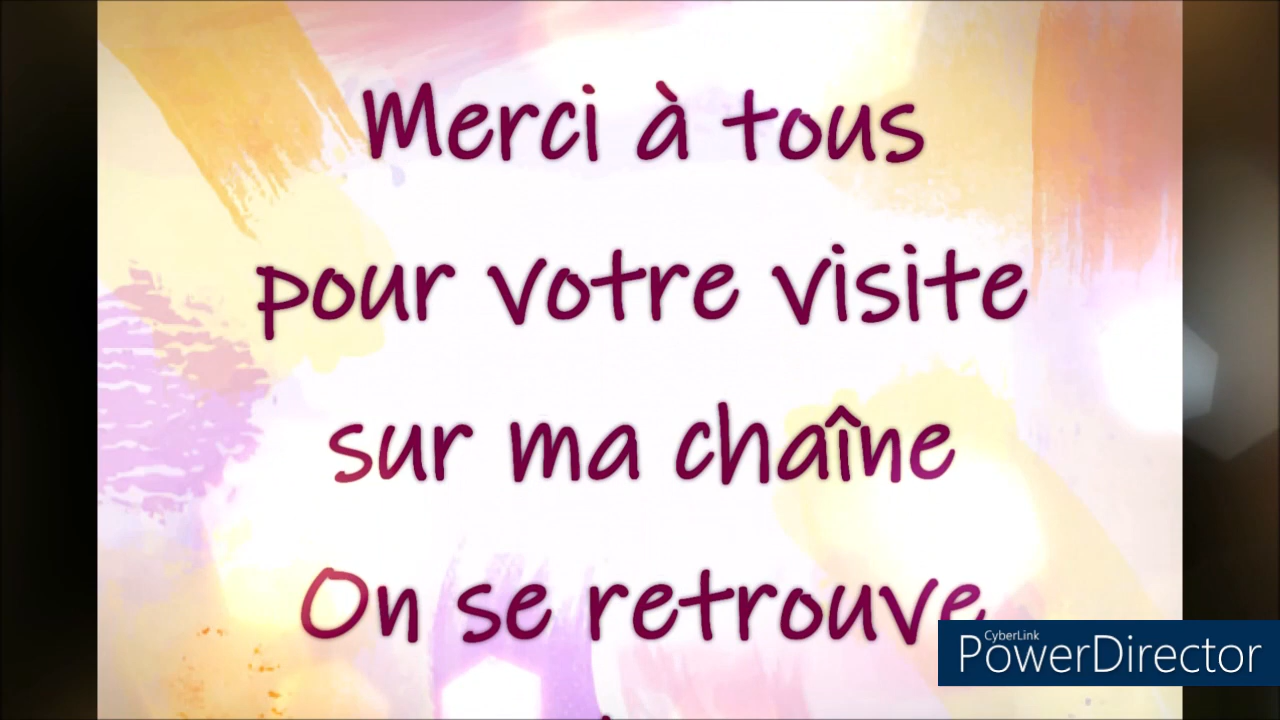 Merci à tous
pour votre visite
sur ma chaîne
On se retrouve
CyberLink
PowerDirector